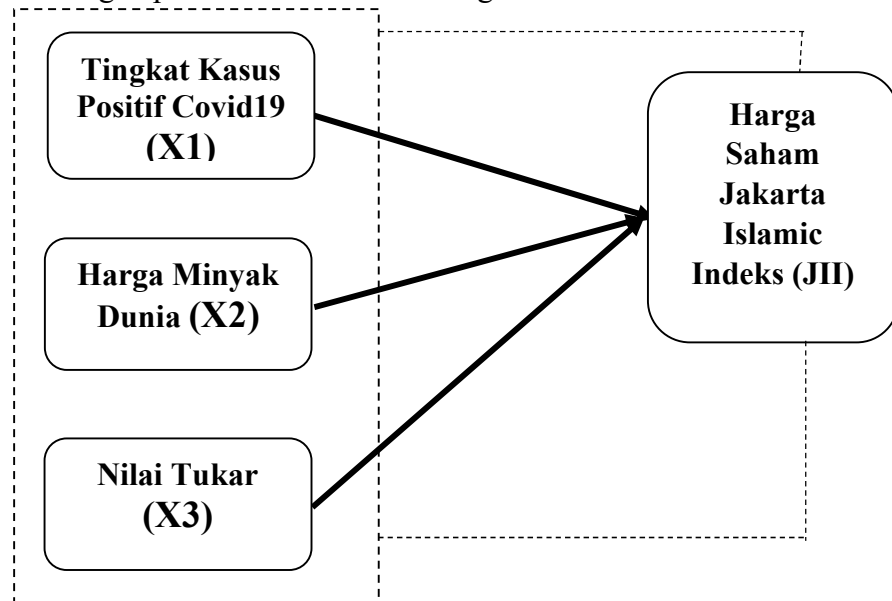 Tingkat Kasus
Positif Covid19
(X1)
Harga Minyak
Dunia (X2)
Nilai Tukar
(X3)
Harga
Saham
Jakarta
Islamic
Indeks (JII)